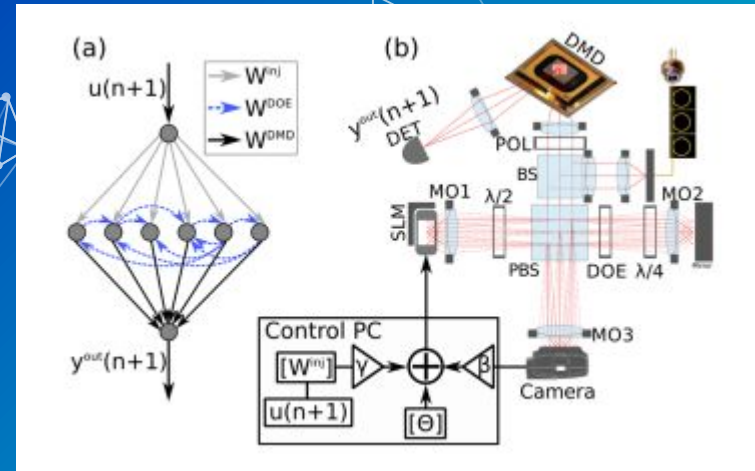 (a)
u(n+1)
W^inj
W^DOE
W^DMD
y^out(n+1)
(b)
DMD
y^out(n+1)
DET
POL
BS
MO1
λ/2
MO2
SLM
PBS
DOE
λ/4
MO3
Camera
Control PC
[W^inj]
γ
+
β
u(n+1)
[Θ]